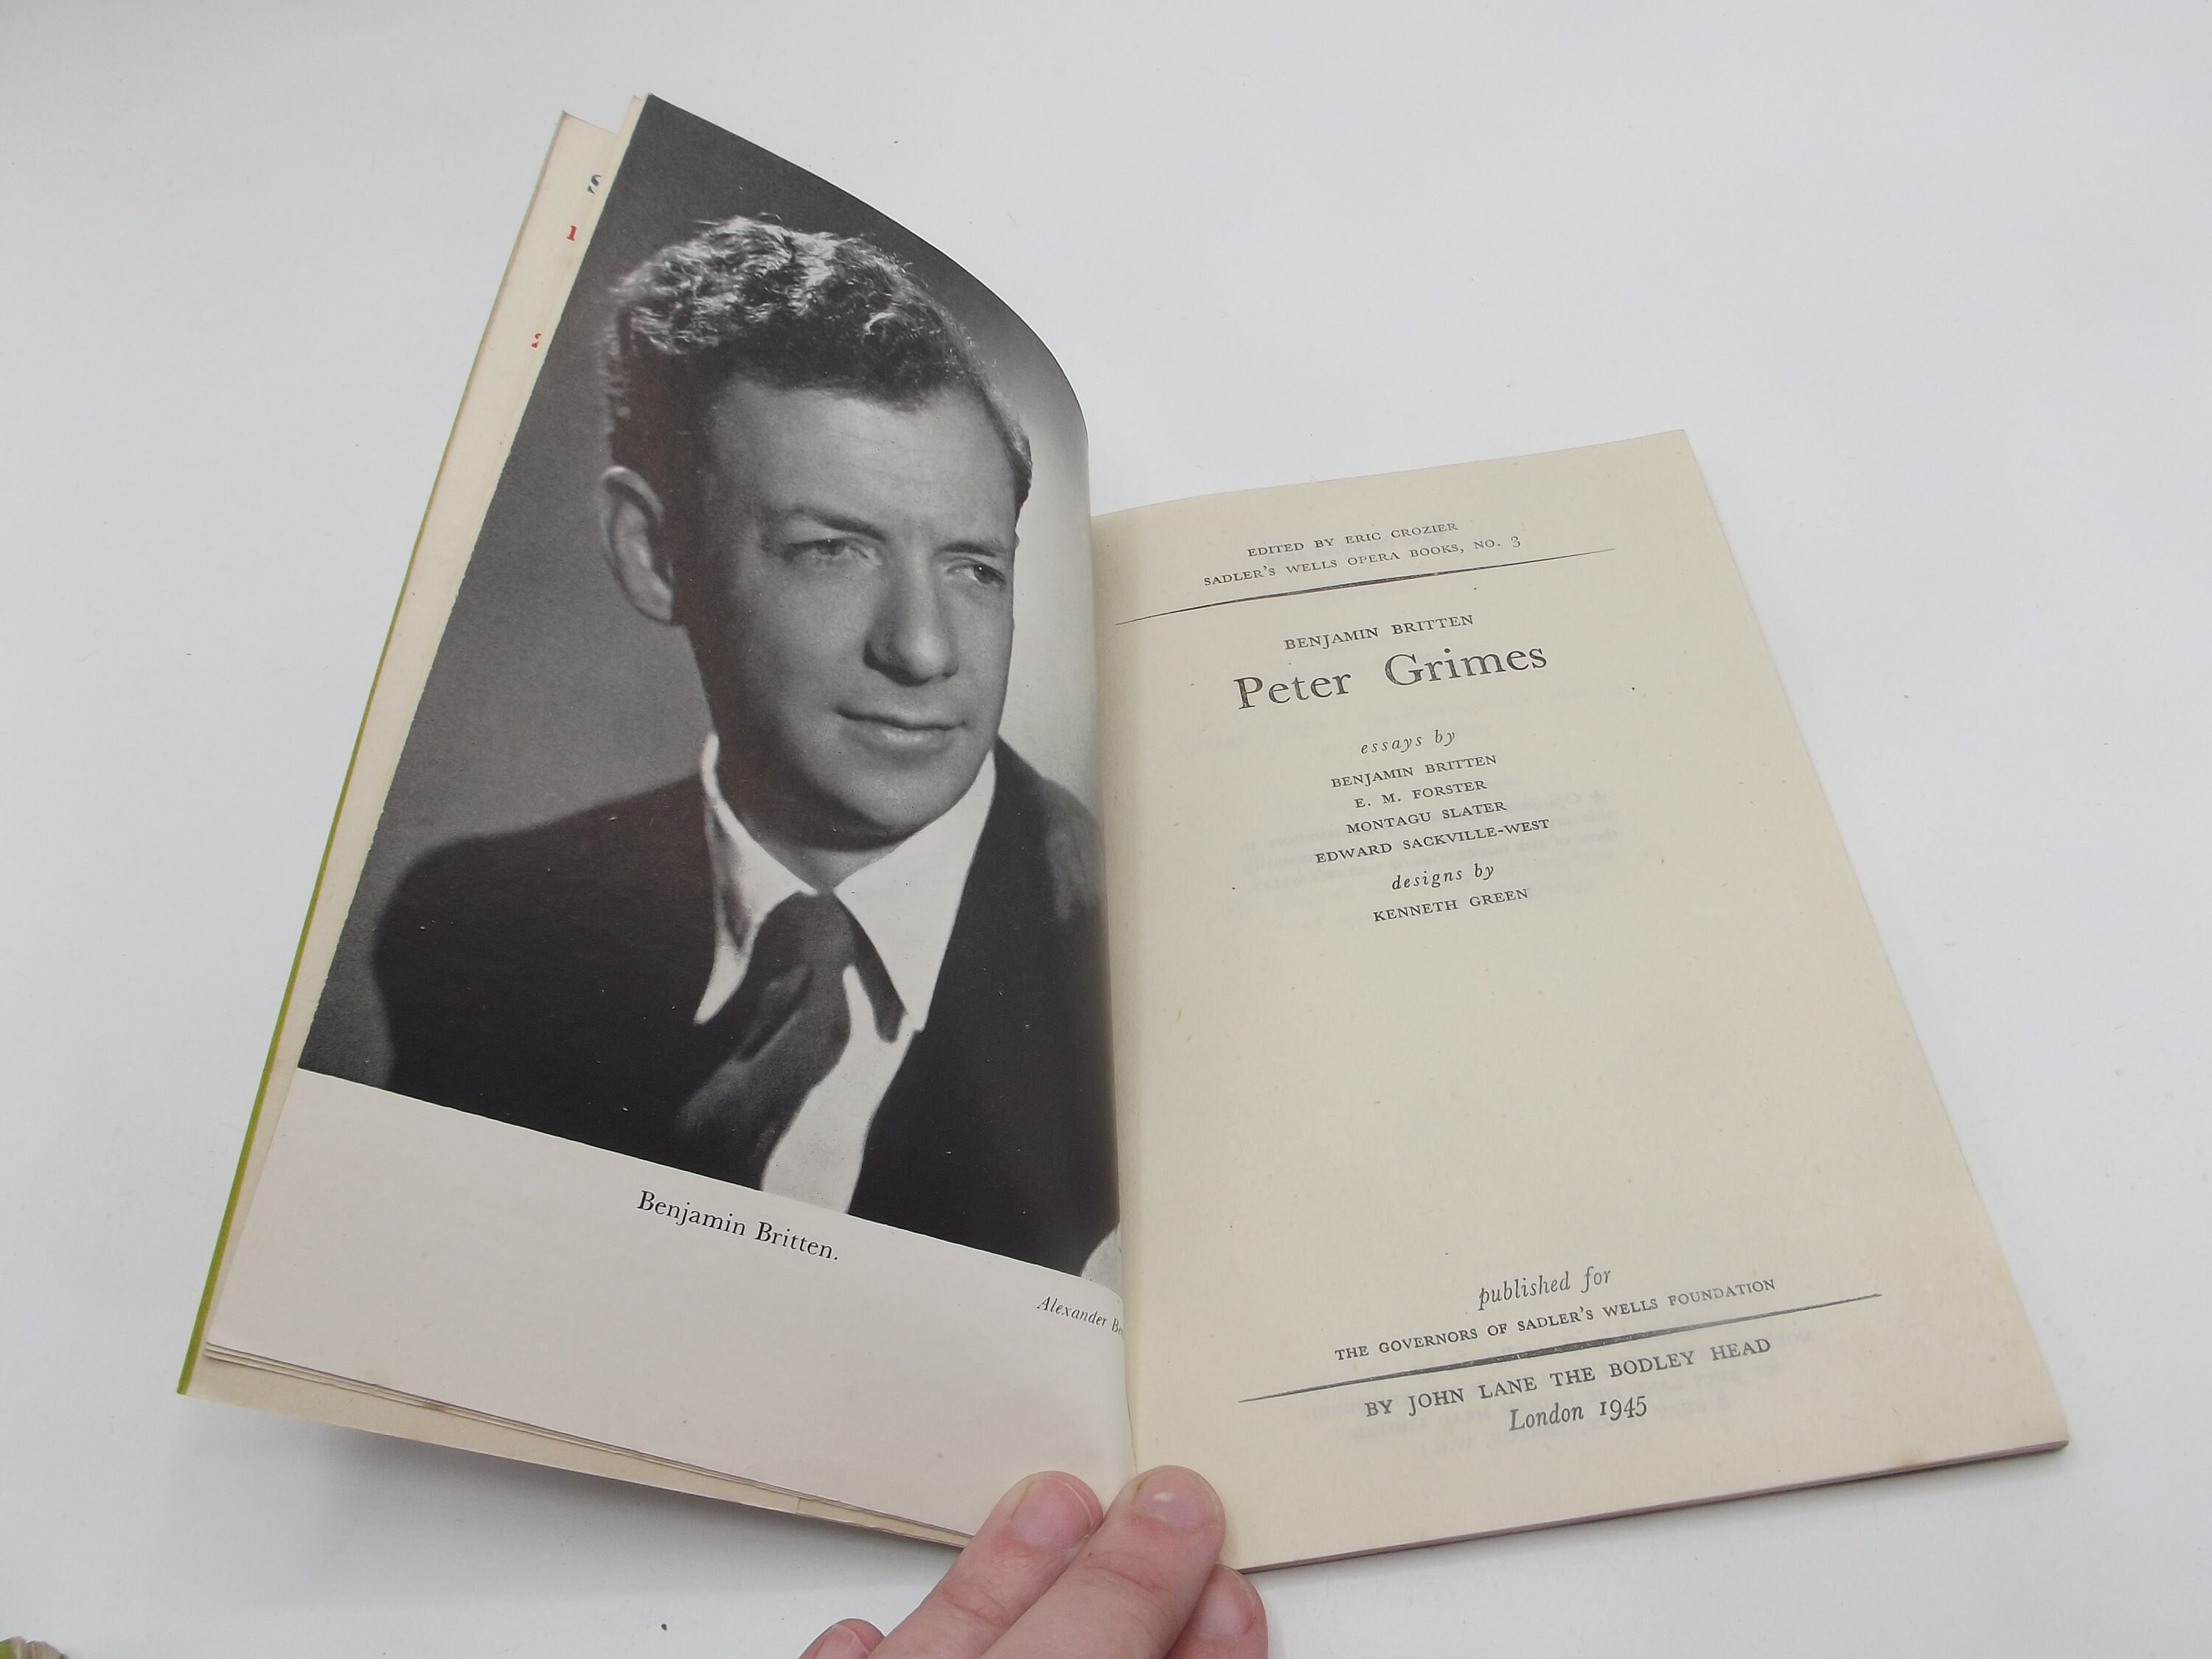 Benjamin Britten.
Alexander
EDITED BY ERIC CROZIER
SADLER'S WELLS OPERA BOOKS, NO. 3
BENJAMIN BRITTEN
Peter Grimes
essays by
BENJAMIN BRITTEN
E. M. FORSTER
MONTAGU SLATER
EDWARD SACKVILLE-WEST
designs by
KENNETH GREEN
published for
THE GOVERNORS OF SADLER'S WELLS FOUNDATION
BY JOHN LANE THE BODLEY HEAD
London 1945